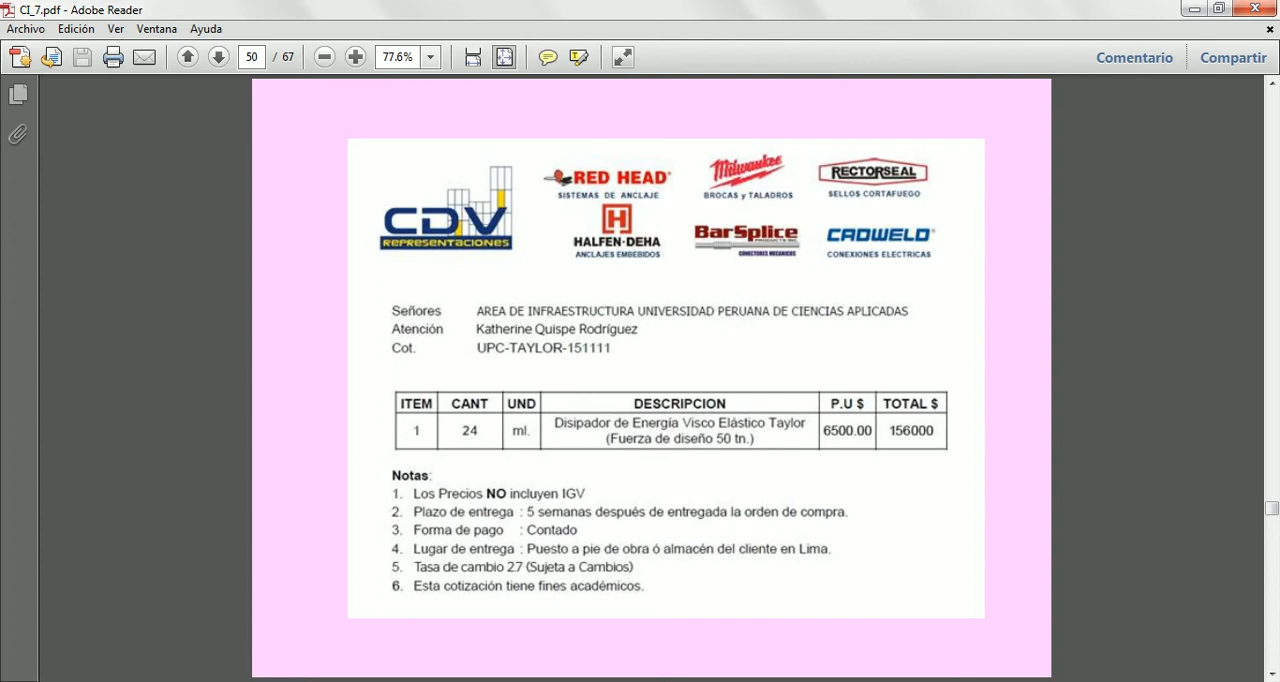 CI_7.pdf - Adobe Reader
Archivo Edición Ver Ventana Ayuda
50 / 67 77.6% Comentario Compartir
CDV
REPRESENTACIONES
RED HEAD
SISTEMAS DE ANCLAJE
Milwaukee
BROCAS y TALADROS
RECTORSEAL
SELLOS CORTAFUEGO
HALFEN·DEHA
ANCLAJES EMBEBIDOS
BarSplice
PRODUCTS INC.
CONECTORES MECANICOS
CADWELD
CONEXIONES ELECTRICAS
Señores AREA DE INFRAESTRUCTURA UNIVERSIDAD PERUANA DE CIENCIAS APLICADAS
Atención Katherine Quispe Rodríguez
Cot. UPC-TAYLOR-151111
ITEM CANT UND DESCRIPCION P.U $ TOTAL $
1 24 ml. Disipador de Energía Visco Elástico Taylor 6500.00 156000
(Fuerza de diseño 50 tn.)
Notas:
1. Los Precios NO incluyen IGV
2. Plazo de entrega : 5 semanas después de entregada la orden de compra.
3. Forma de pago : Contado
4. Lugar de entrega : Puesto a pie de obra ó almacén del cliente en Lima.
5. Tasa de cambio 2.7 (Sujeta a Cambios)
6. Esta cotización tiene fines académicos.